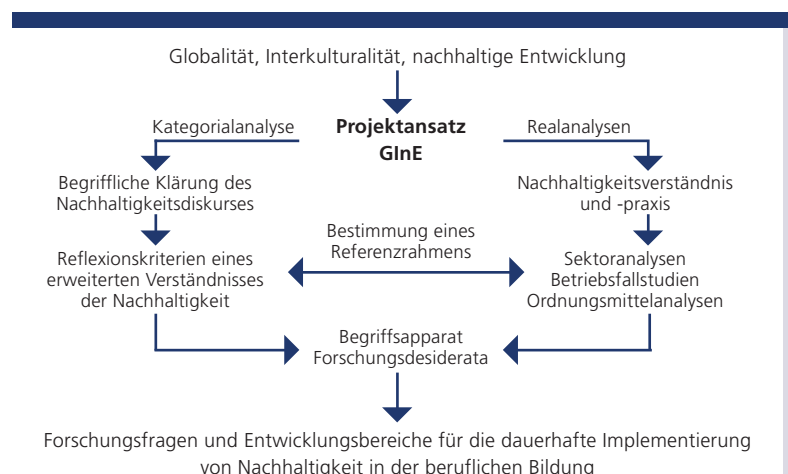 Globalität, Interkulturalität, nachhaltige Entwicklung
Kategorialanalyse
Projektansatz
GInE
Realanalysen
Begriffliche Klärung des
Nachhaltigkeitsdiskurses
Nachhaltigkeitsverständnis
und -praxis
Bestimmung eines
Referenzrahmens
Reflexionskriterien eines
erweiterten Verständnisses
der Nachhaltigkeit
Sektoranalysen
Betriebsfallstudien
Ordnungsmittelanalysen
Begriffsapparat
Forschungsdesiderata
Forschungsfragen und Entwicklungsbereiche für die dauerhafte Implementierung
von Nachhaltigkeit in der beruflichen Bildung